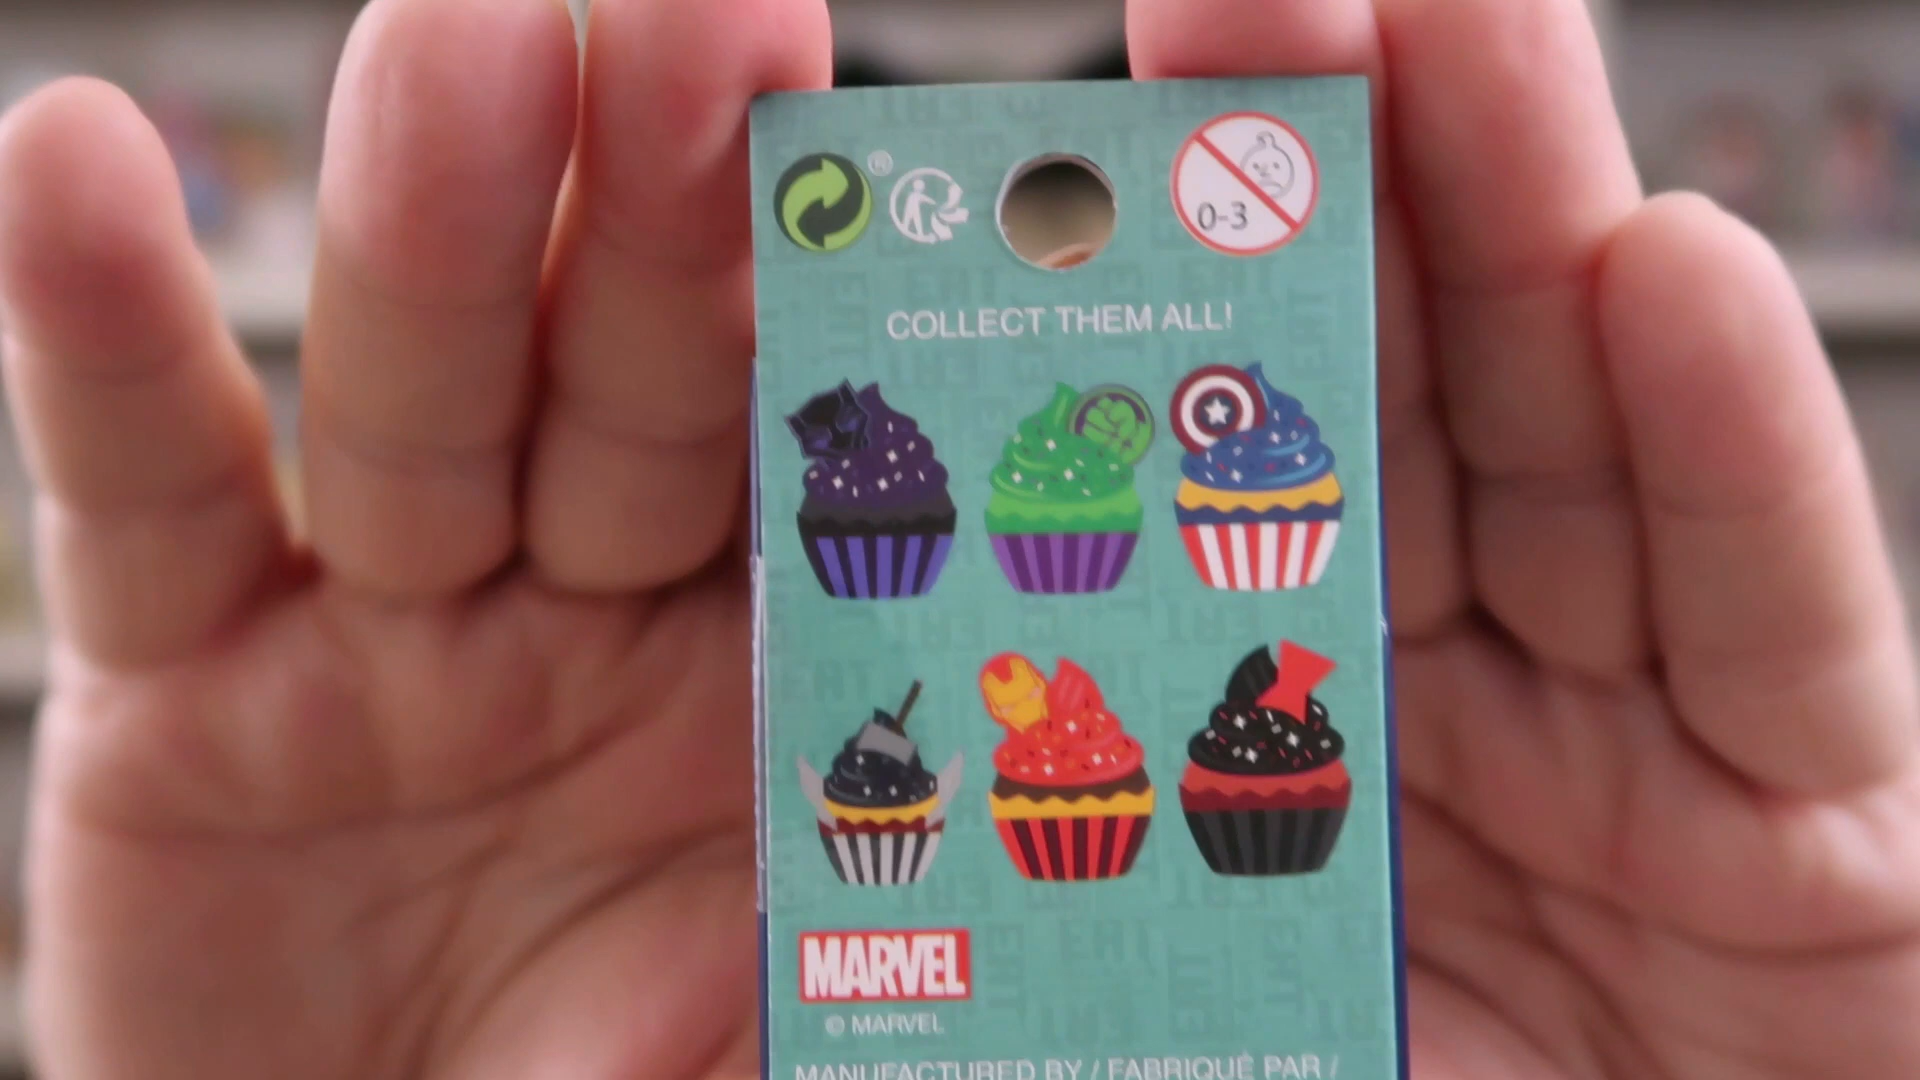 ®
0-3
COLLECT THEM ALL!
MARVEL
© MARVEL
MANUFACTURED BY / FABRIQUÉ PAR /